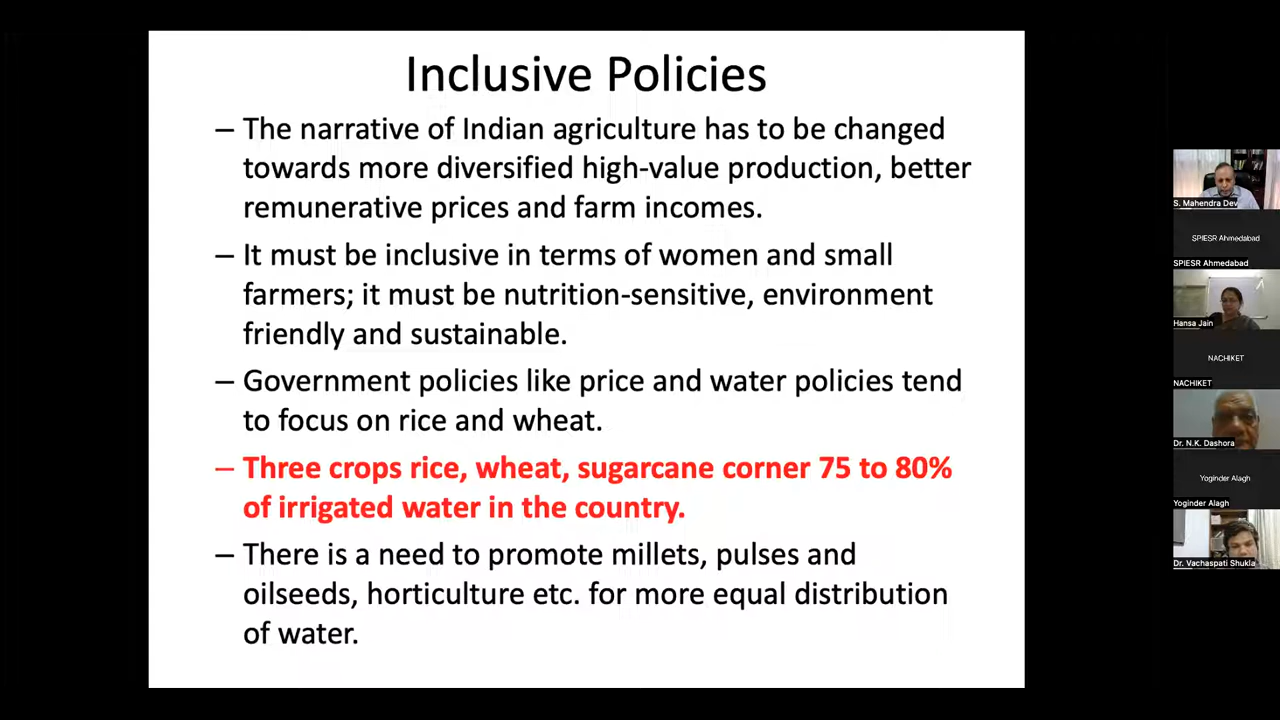 Inclusive Policies
– The narrative of Indian agriculture has to be changed
towards more diversified high-value production, better
remunerative prices and farm incomes.
– It must be inclusive in terms of women and small
farmers; it must be nutrition-sensitive, environment
friendly and sustainable.
– Government policies like price and water policies tend
to focus on rice and wheat.
– Three crops rice, wheat, sugarcane corner 75 to 80%
of irrigated water in the country.
– There is a need to promote millets, pulses and
oilseeds, horticulture etc. for more equal distribution
of water.
S. Mahendra Dev
SPIESR Ahmedabad
SPIESR Ahmedabad
Hansa Jain
NACHIKET
NACHIKET
Dr. N.K. Dashora
Yoginder Alagh
Yoginder Alagh
Dr. Vachaspati Shukla